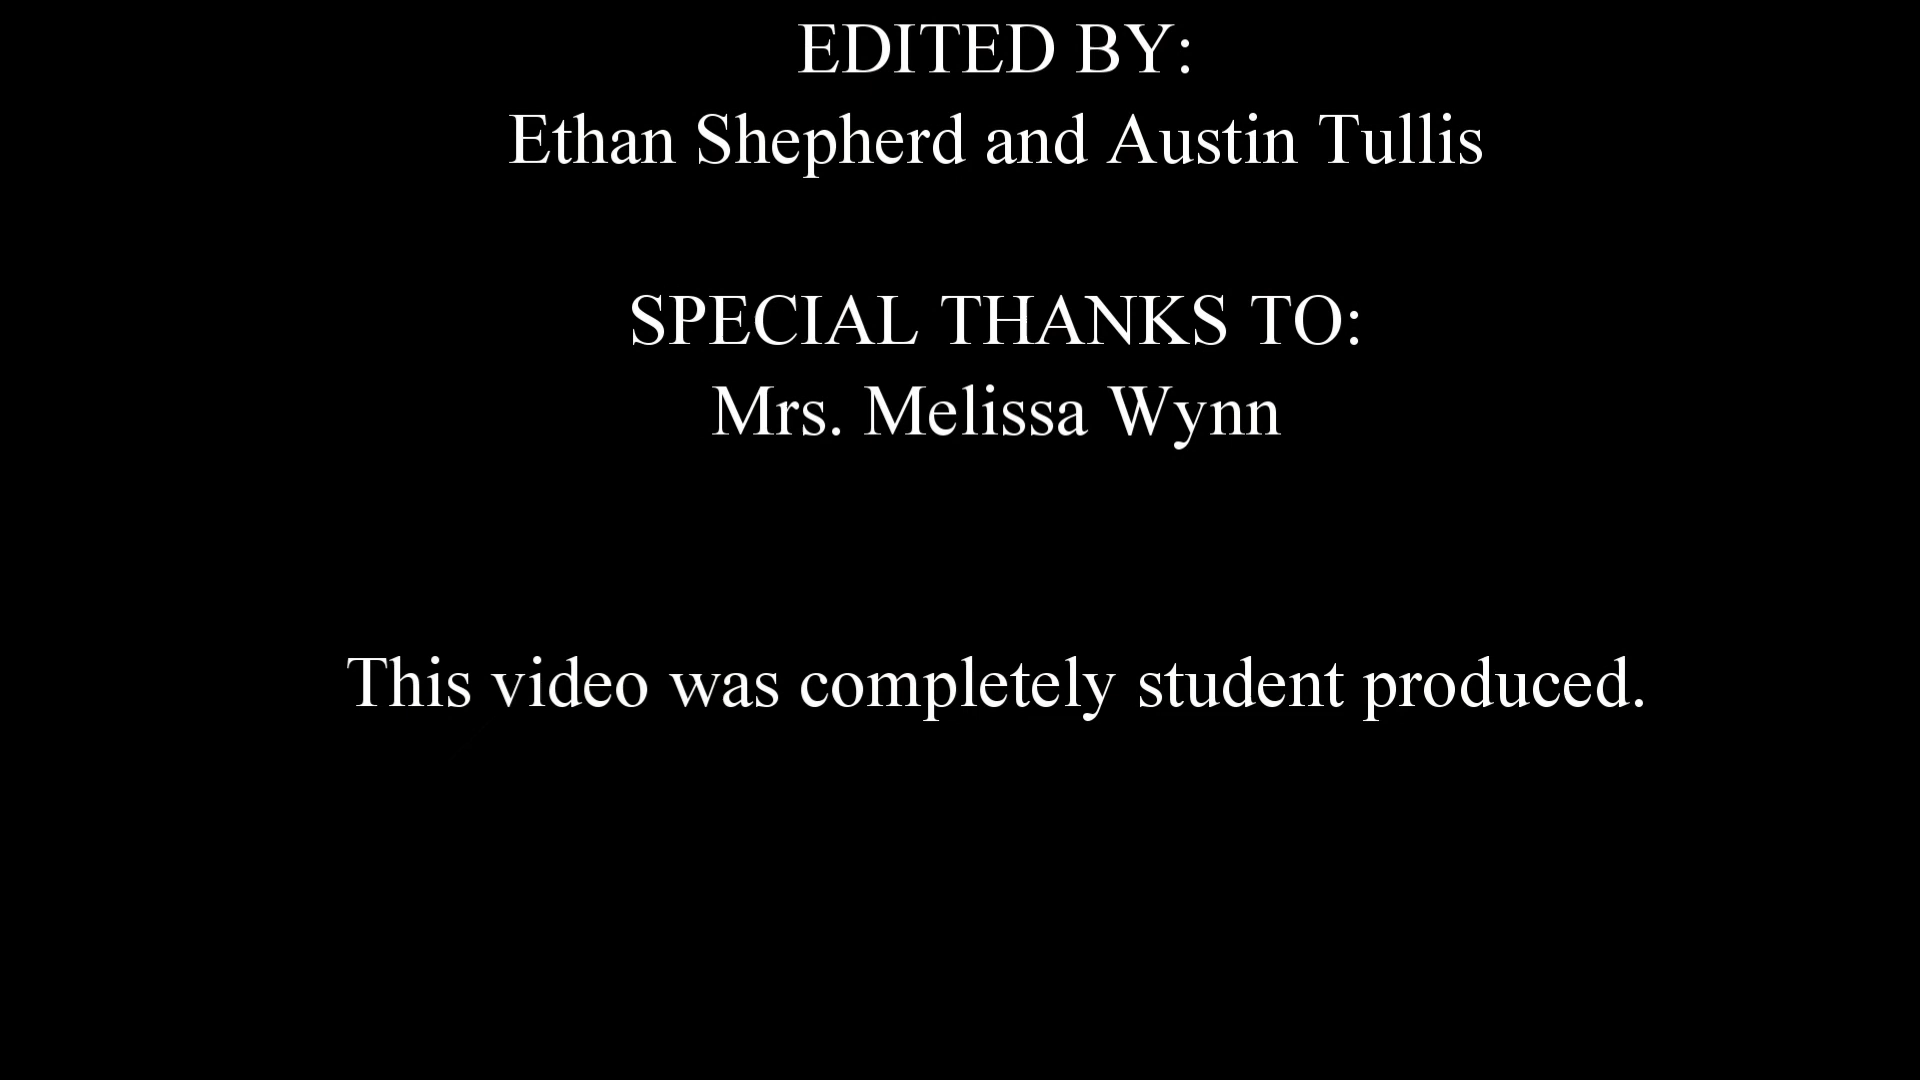 EDITED BY:
Ethan Shepherd and Austin Tullis
SPECIAL THANKS TO:
Mrs. Melissa Wynn
This video was completely student produced.